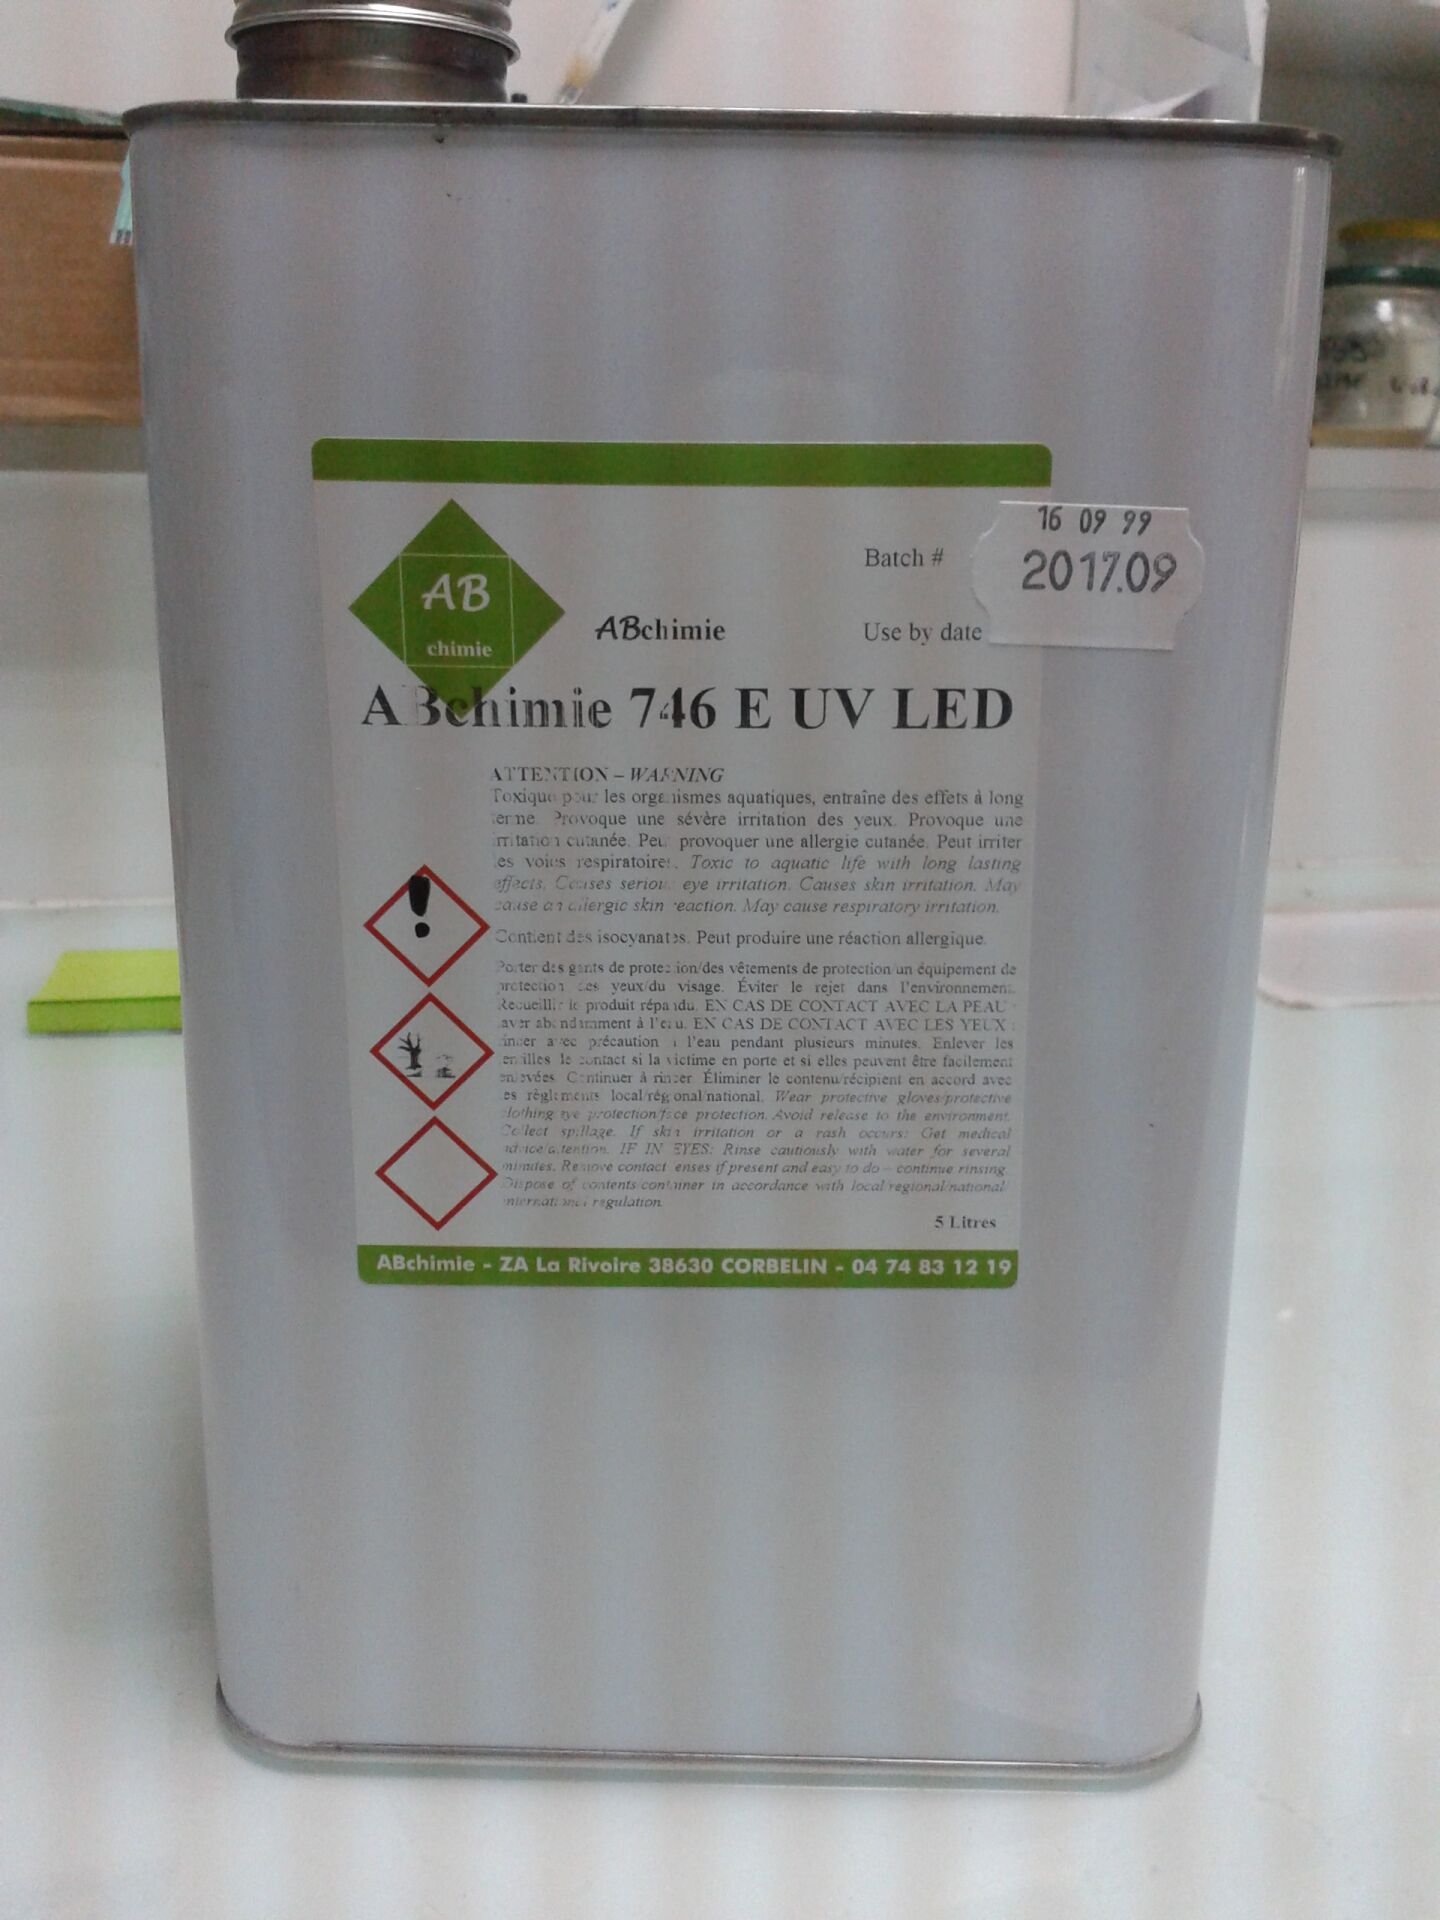 16 09 99
Batch # 2017.09
AB
chimie
ABchimie
Use by date
ABchimie 746 E UV LED
ATTENTION – WARNING
Toxique pour les organismes aquatiques, entraîne des effets à long
terme. Provoque une sévère irritation des yeux. Provoque une
irritation cutanée. Peut provoquer une allergie cutanée. Peut irriter
les voies respiratoires. Toxic to aquatic life with long lasting
effects. Causes serious eye irritation. Causes skin irritation. May
cause an allergic skin reaction. May cause respiratory irritation.
Contient des isocyanates. Peut produire une réaction allergique.
Porter des gants de protection/des vêtements de protection/un équipement de
protection des yeux/du visage. Éviter le rejet dans l'environnement.
Recueillir le produit répandu. EN CAS DE CONTACT AVEC LA PEAU :
laver abondamment à l'eau. EN CAS DE CONTACT AVEC LES YEUX :
rincer avec précaution à l'eau pendant plusieurs minutes. Enlever les
lentilles de contact si la victime en porte et si elles peuvent être facilement
enlevées. Continuer à rincer. Éliminer le contenu/récipient en accord avec
les règlements local/régional/national. Wear protective gloves/protective
clothing/eye protection/face protection. Avoid release to the environment.
Collect spillage. If skin irritation or a rash occurs: Get medical
advice/attention. IF IN EYES: Rinse cautiously with water for several
minutes. Remove contact lenses if present and easy to do – continue rinsing.
Dispose of contents/container in accordance with local/regional/national/
international regulation.
5 Litres
ABchimie - ZA La Rivoire 38630 CORBELIN - 04 74 83 12 19